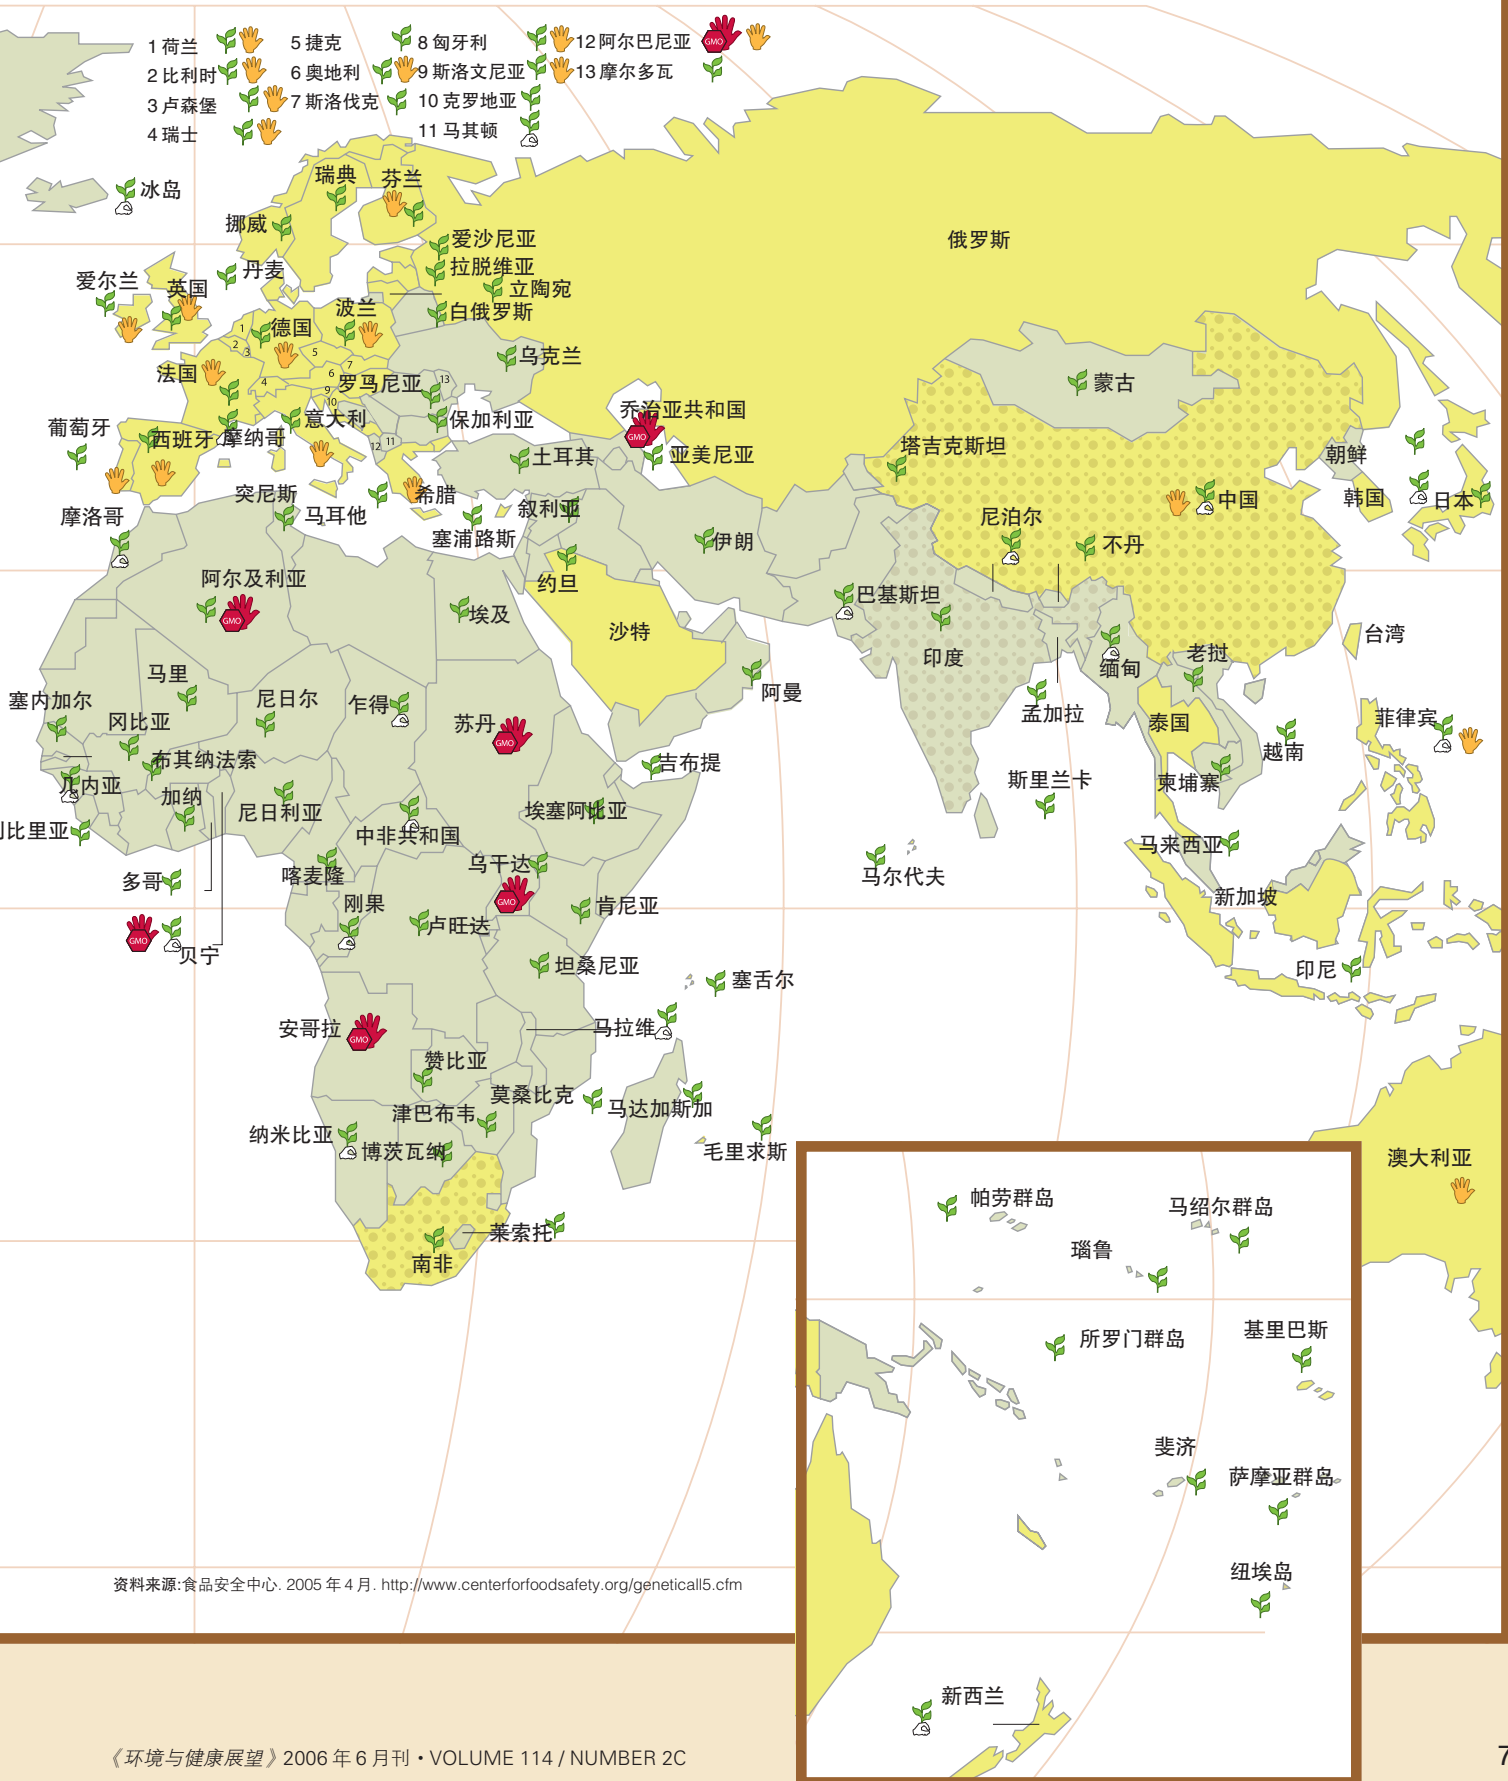 1 荷兰
2 比利时
3 卢森堡
4 瑞士
5 捷克
6 奥地利
7 斯洛伐克
8 匈牙利
9 斯洛文尼亚
10 克罗地亚
11 马其顿
12 阿尔巴尼亚
GMO
13 摩尔多瓦
冰岛
瑞典
芬兰
挪威
丹麦
爱沙尼亚
拉脱维亚
立陶宛
白俄罗斯
俄罗斯
爱尔兰
英国
波兰
德国
1
2
3
4
5
6
7
9
10
11
12
13
乌克兰
法国
罗马尼亚
保加利亚
葡萄牙
西班牙
摩纳哥
意大利
乔治亚共和国
GMO
亚美尼亚
土耳其
塔吉克斯坦
蒙古
中国
朝鲜
韩国
日本
突尼斯
马耳他
希腊
塞浦路斯
叙利亚
伊朗
尼泊尔
不丹
摩洛哥
阿尔及利亚
GMO
埃及
约旦
沙特
巴基斯坦
印度
缅甸
老挝
台湾
马里
塞内加尔
冈比亚
尼日尔
乍得
苏丹
GMO
阿曼
孟加拉
泰国
越南
菲律宾
布其纳法索
几内亚
加纳
尼日利亚
吉布提
埃塞阿比亚
斯里兰卡
柬埔寨
比里亚
中非共和国
马来西亚
多哥
喀麦隆
乌干达
GMO
马尔代夫
新加坡
刚果
卢旺达
肯尼亚
GMO
贝宁
坦桑尼亚
塞舌尔
印尼
安哥拉
GMO
马拉维
赞比亚
莫桑比克
马达加斯加
津巴布韦
纳米比亚
博茨瓦纳
毛里求斯
澳大利亚
莱索托
南非
帕劳群岛
马绍尔群岛
瑙鲁
所罗门群岛
基里巴斯
斐济
萨摩亚群岛
纽埃岛
新西兰
资料来源:食品安全中心. 2005 年 4 月. http://www.centerforfoodsafety.org/geneticall5.cfm
《环境与健康展望》2006 年 6 月刊 • VOLUME 114 / NUMBER 2C
7